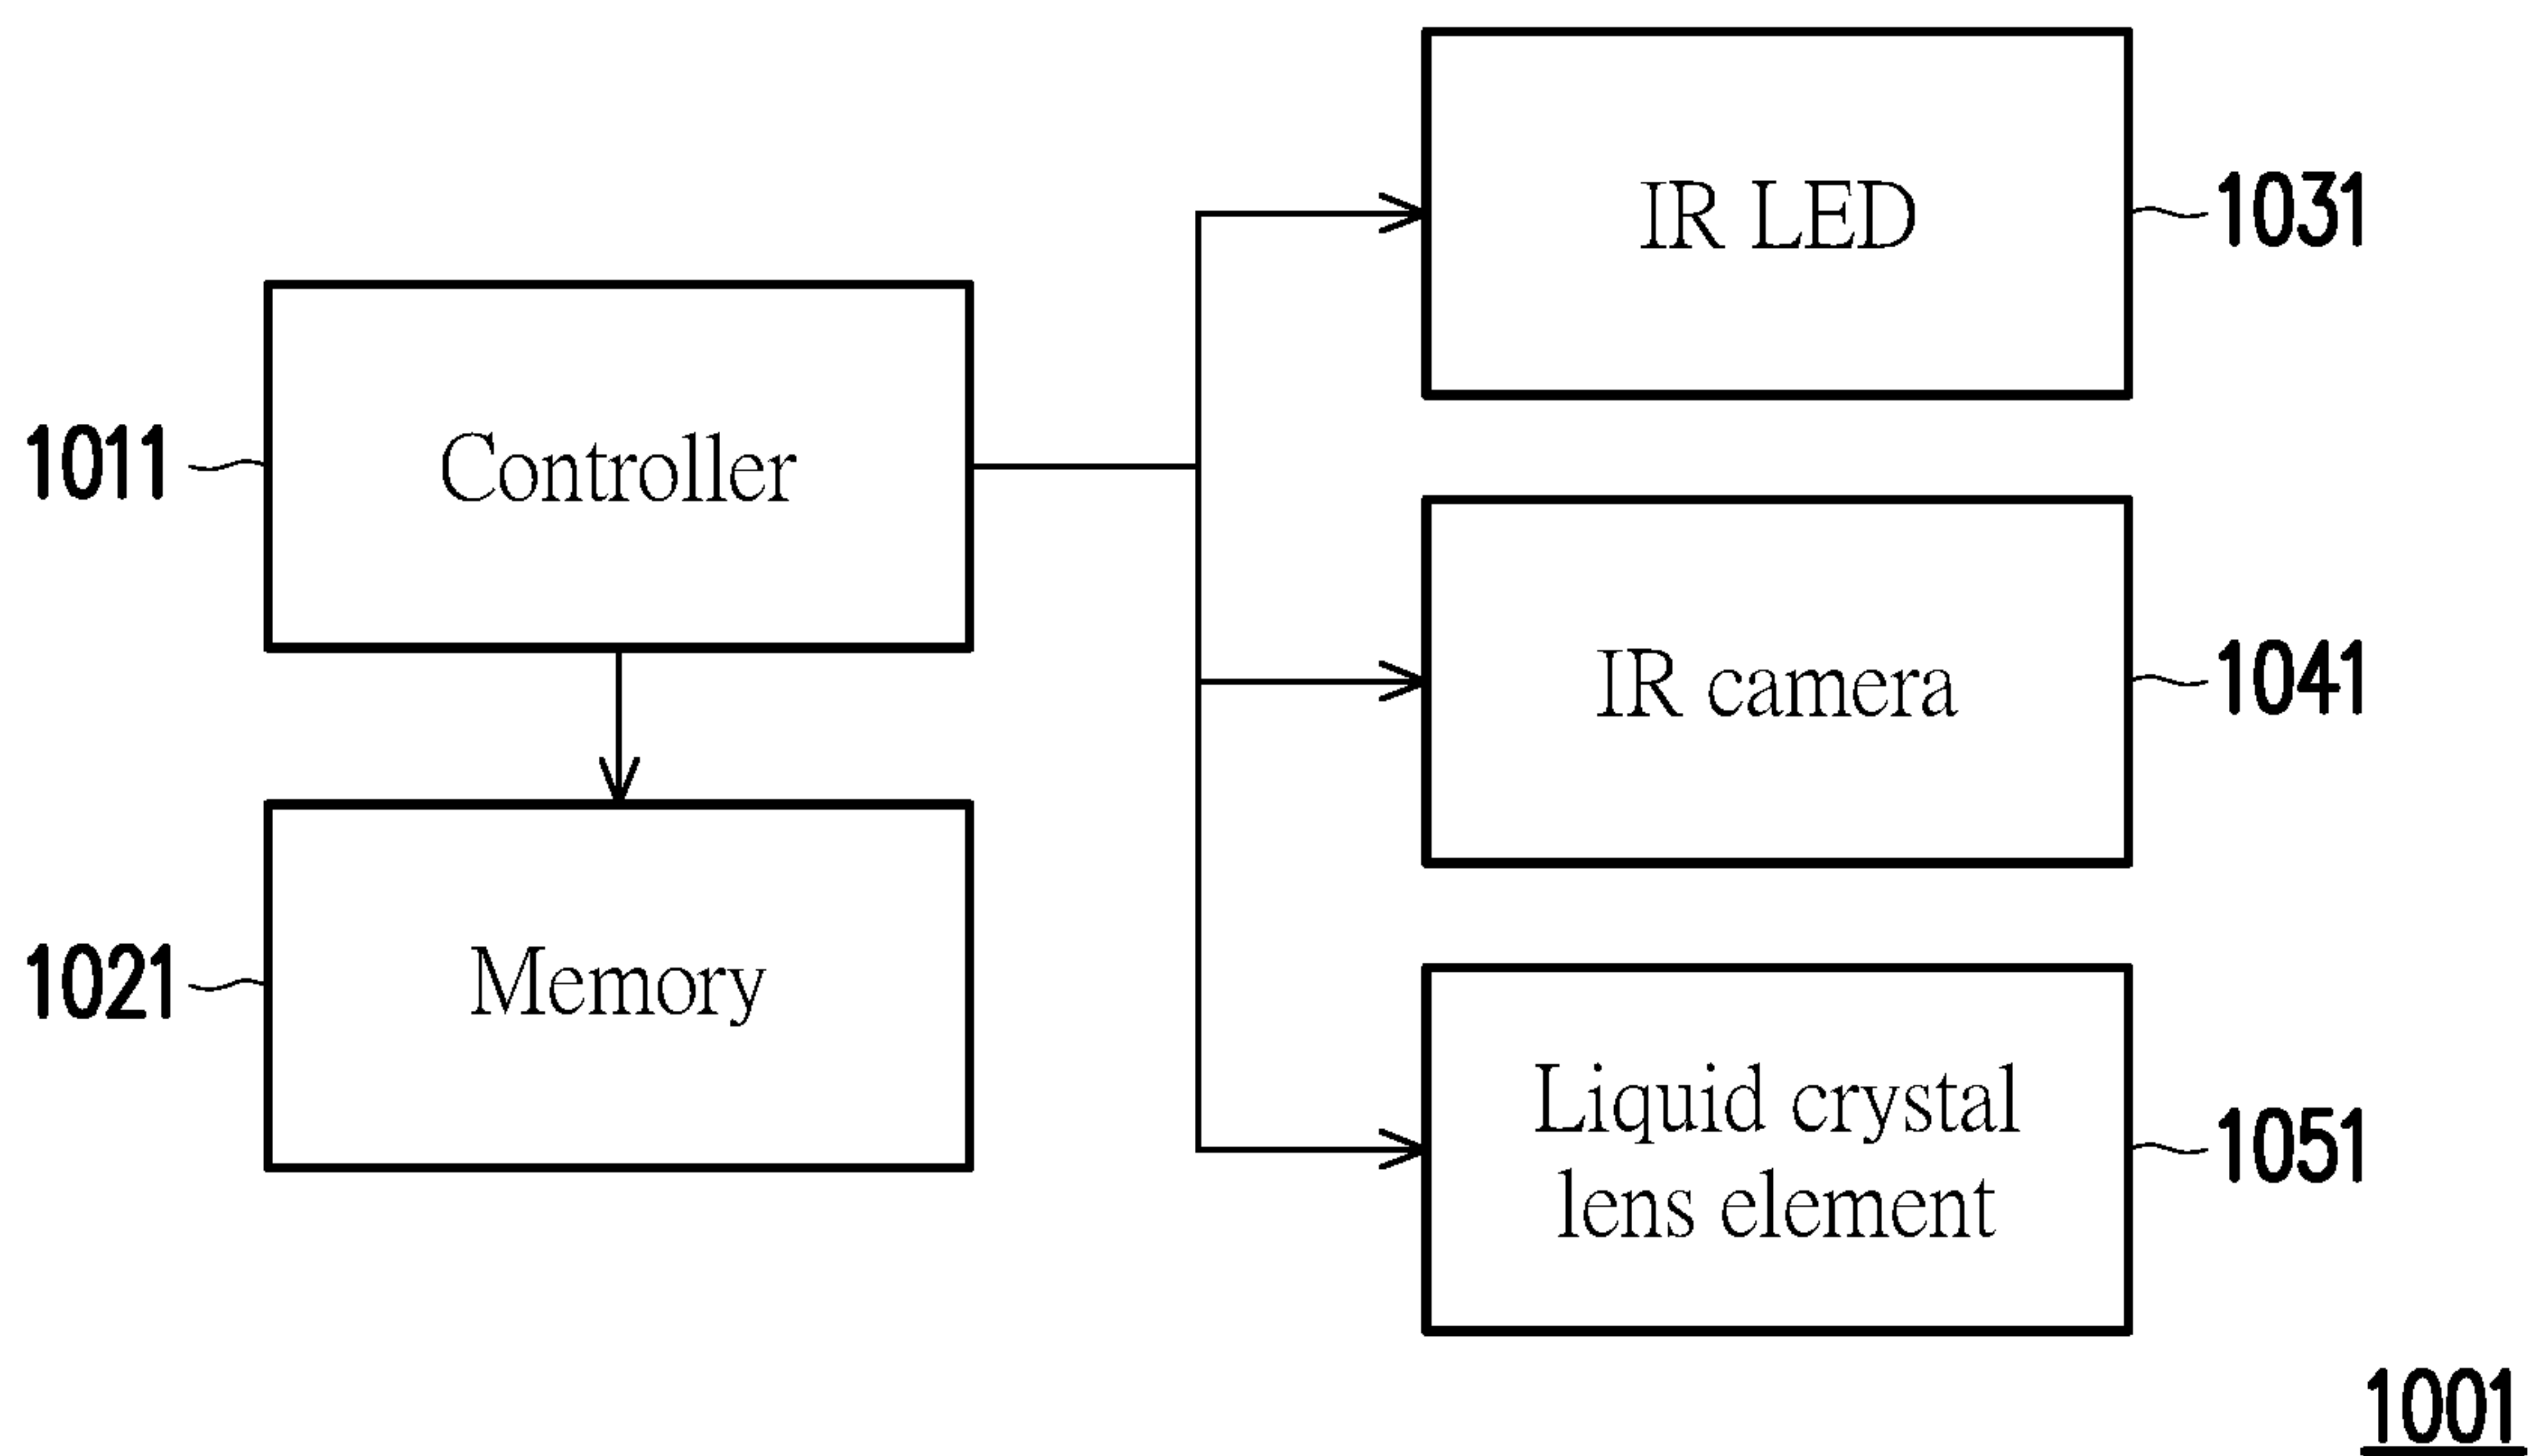 IR LED
1031
1011
Controller
IR camera
1041
1021
Memory
Liquid crystal
lens element
1051
1001